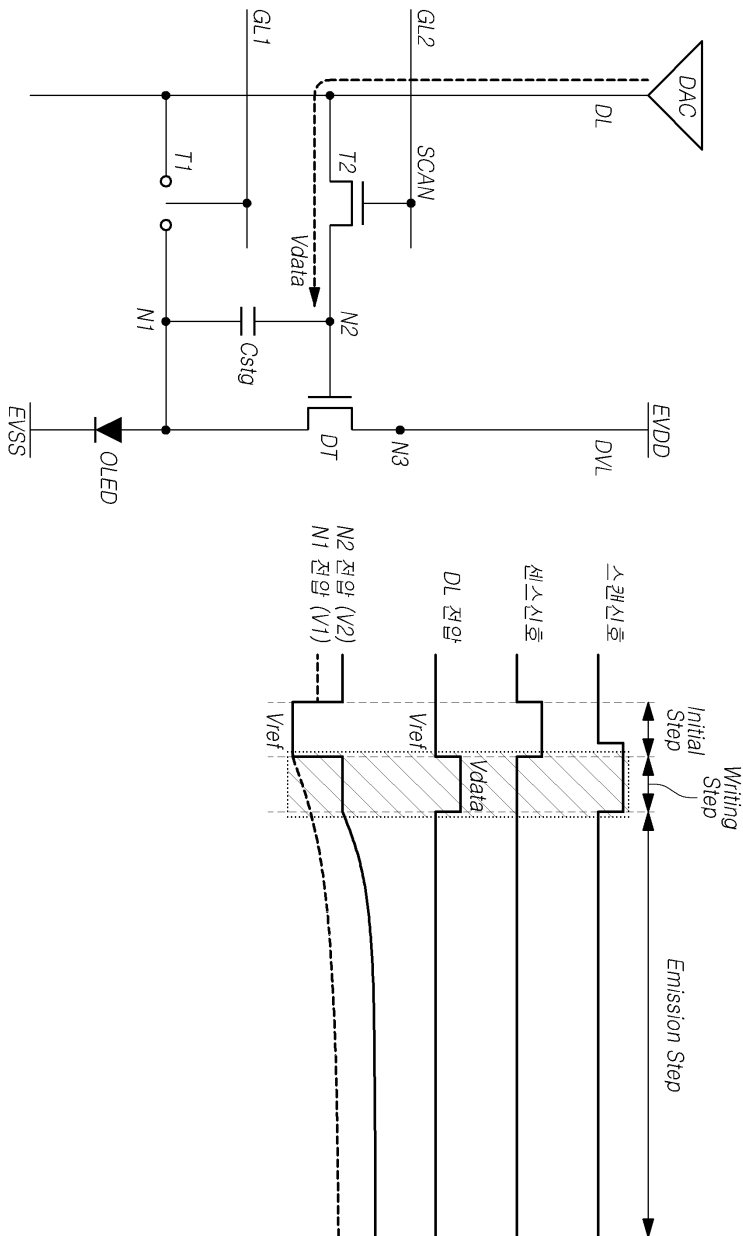 DAC
DL
EVDD
DVL
GL2
SCAN
T2
Vdata
N2
N3
DT
Cstg
GL1
T1
N1
OLED
EVSS
Initial
Step
Writing
Step
Emission Step
스캔신호
센스신호
DL 전압
Vref
Vdata
N2 전압 (V2)
N1 전압 (V1)
Vref